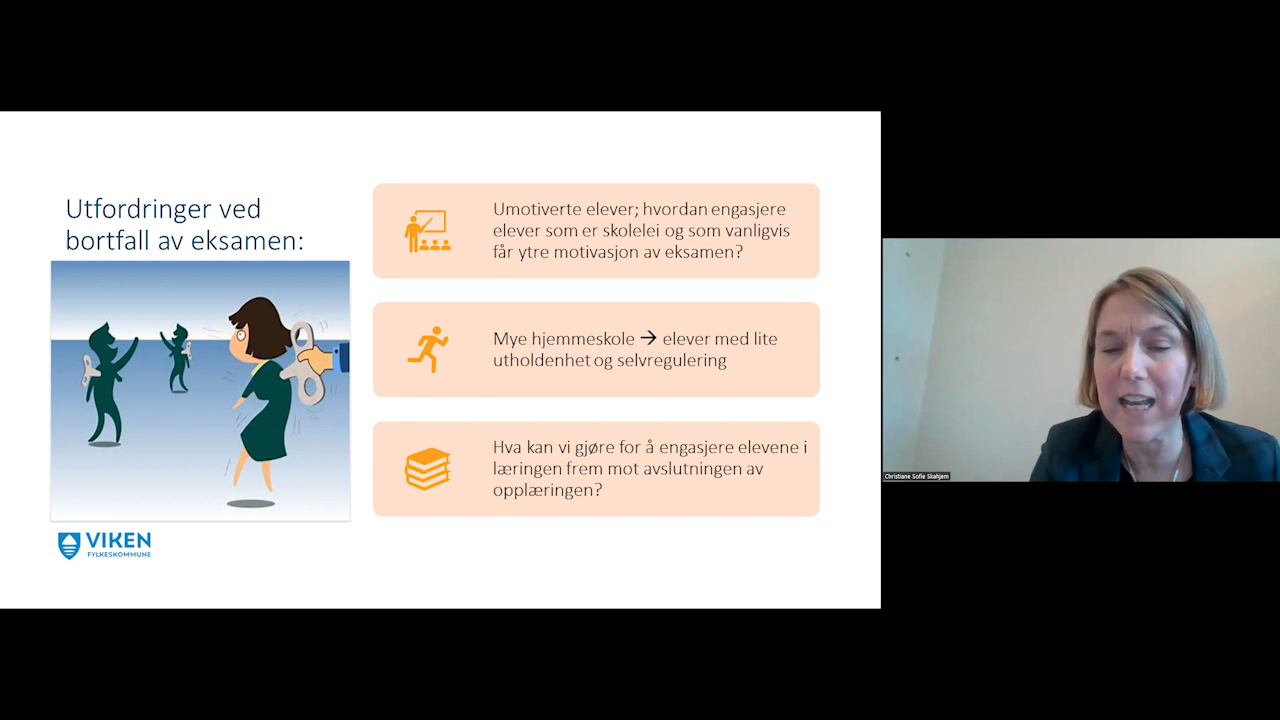 Utfordringer ved
bortfall av eksamen:
Umotiverte elever; hvordan engasjere
elever som er skolelei og som vanligvis
får ytre motivasjon av eksamen?
Mye hjemmeskole → elever med lite
utholdenhet og selvregulering
Hva kan vi gjøre for å engasjere elevene i
læringen frem mot avslutningen av
opplæringen?
VIKEN
FYLKESKOMMUNE
Christiane Sofie Skahjem